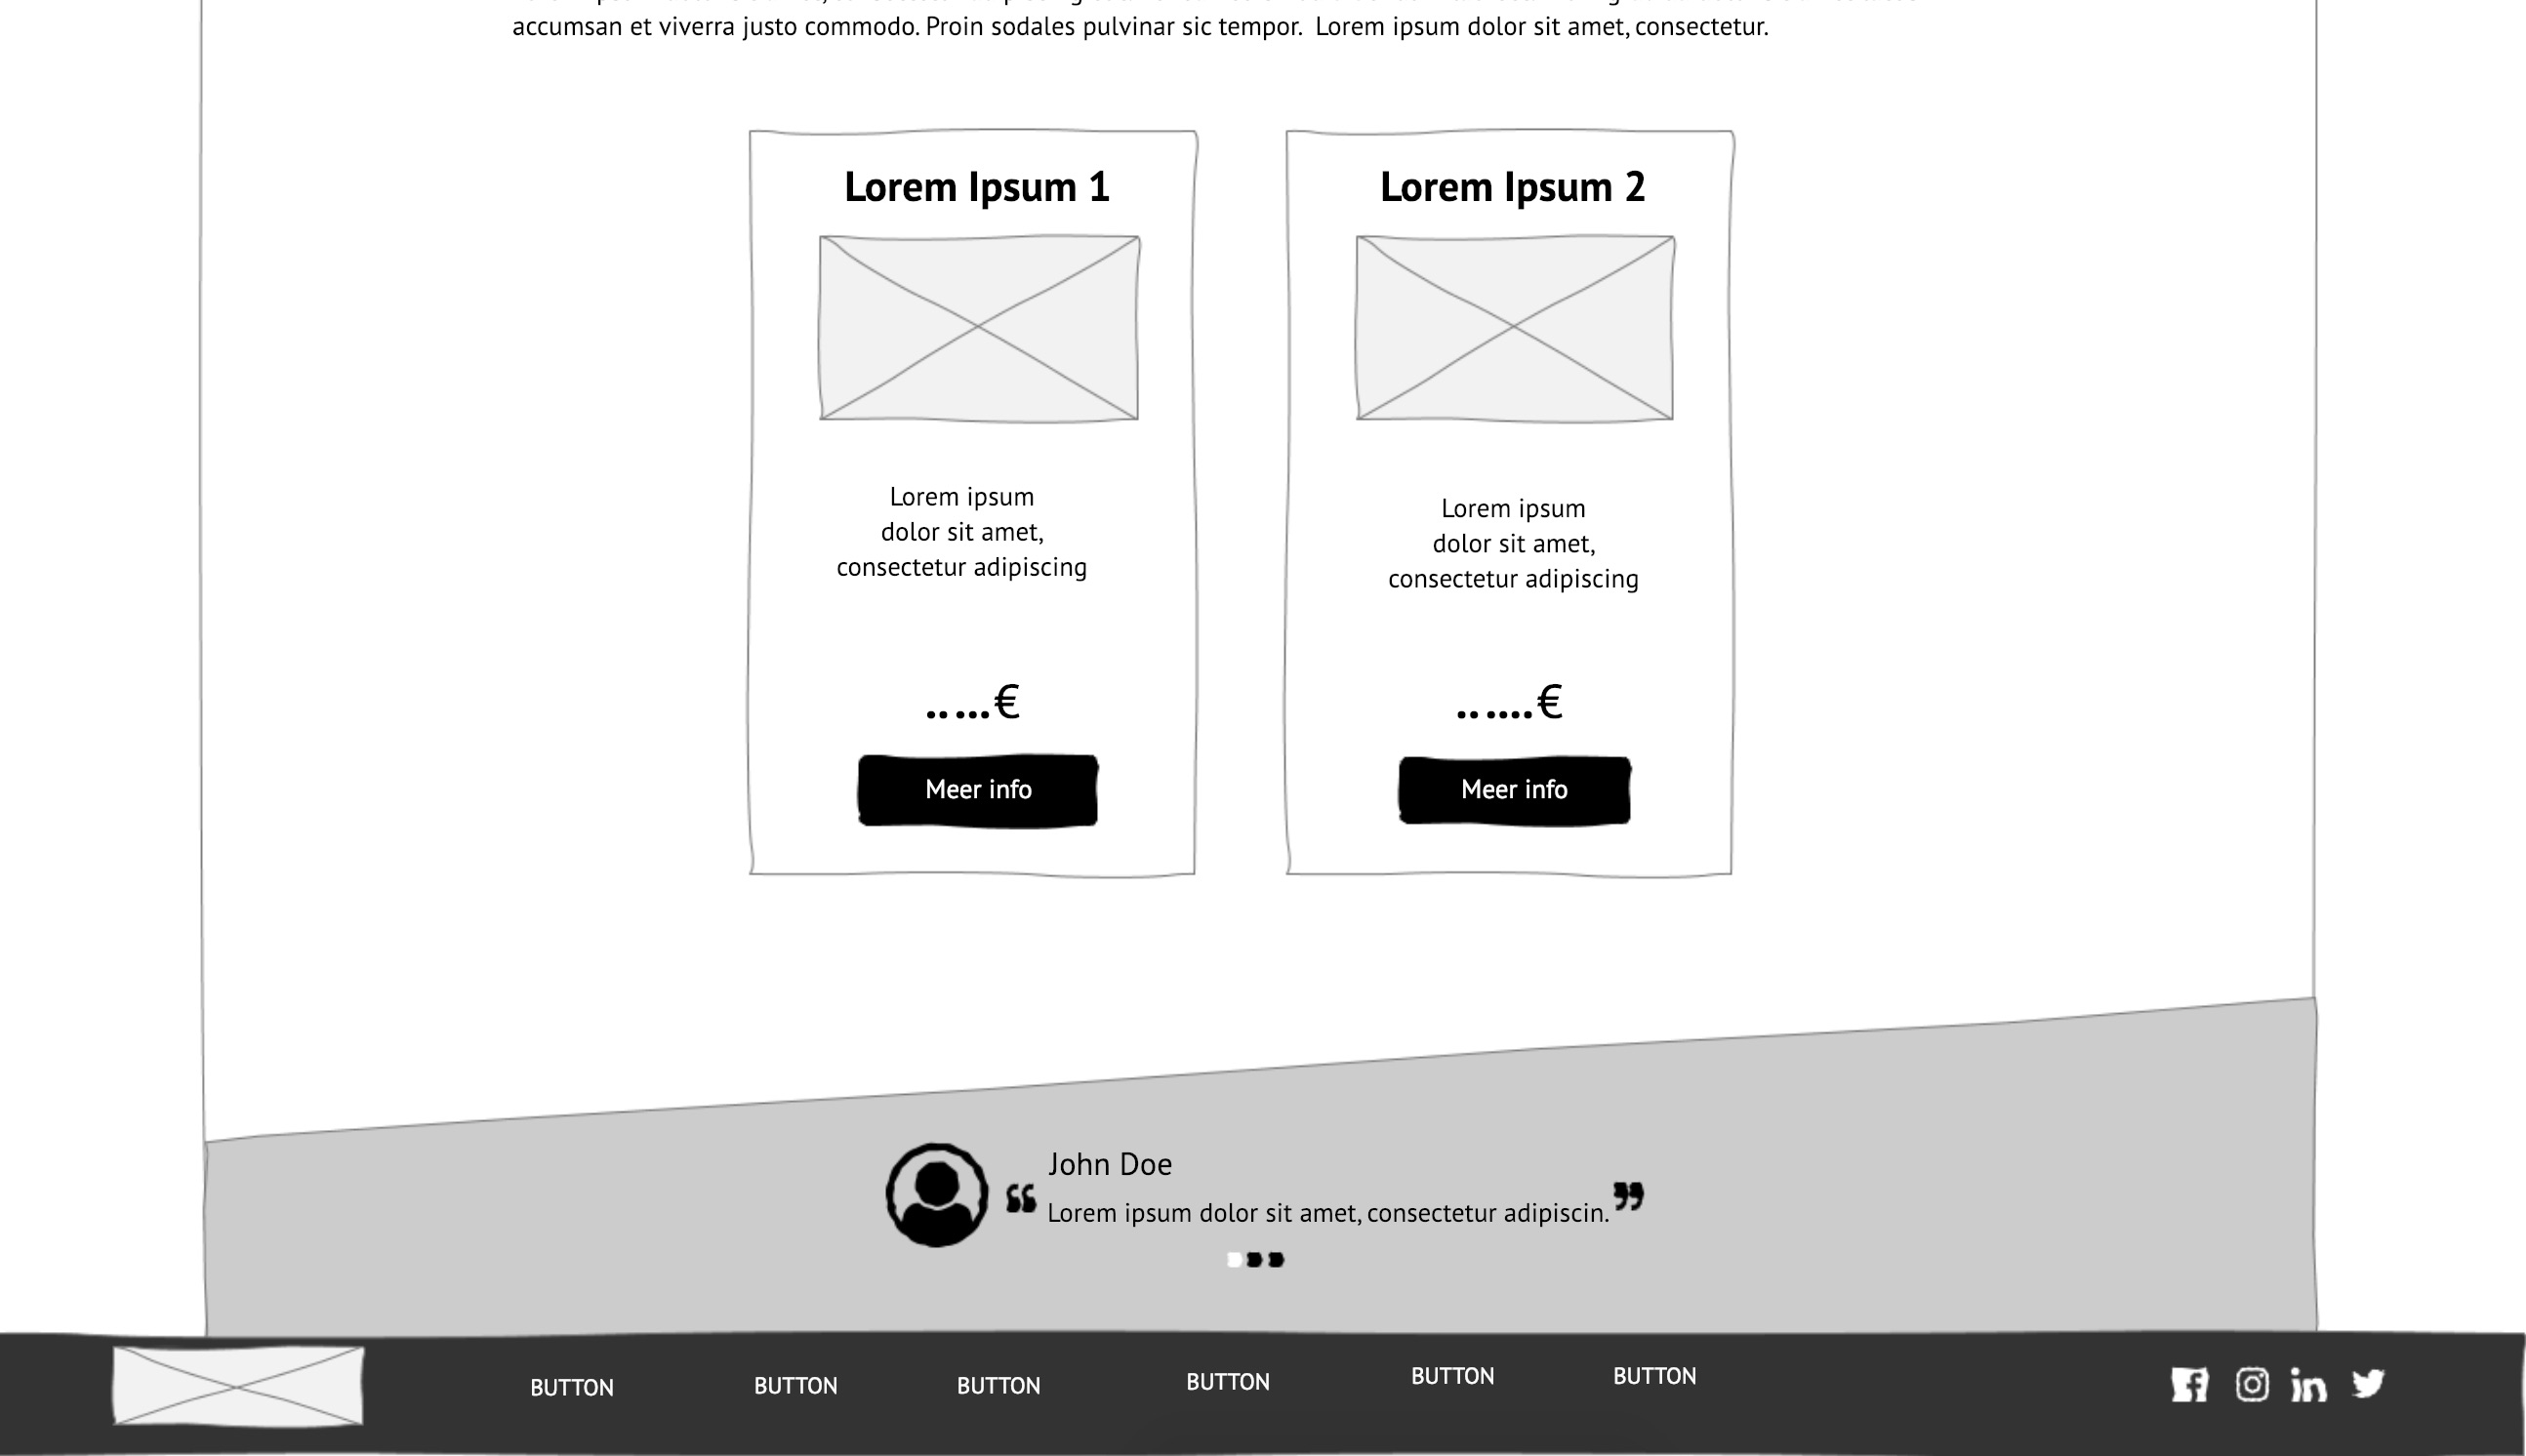 accumsan et viverra justo commodo. Proin sodales pulvinar sic tempor.  Lorem ipsum dolor sit amet, consectetur.
Lorem Ipsum 1
Lorem ipsum
dolor sit amet,
consectetur adipiscing
.. ...€
Meer info
Lorem Ipsum 2
Lorem ipsum
dolor sit amet,
consectetur adipiscing
.. ....€
Meer info
John Doe
“ Lorem ipsum dolor sit amet, consectetur adipiscin. ”
BUTTON BUTTON BUTTON BUTTON BUTTON BUTTON